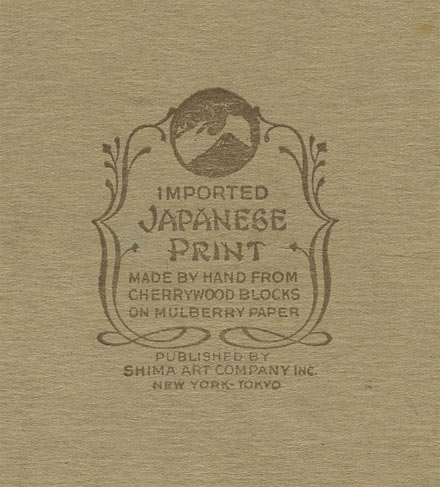 IMPORTED
JAPANESE
PRINT
MADE BY HAND FROM
CHERRYWOOD BLOCKS
ON MULBERRY PAPER
PUBLISHED BY
SHIMA ART COMPANY INC.
NEW YORK-TOKYO